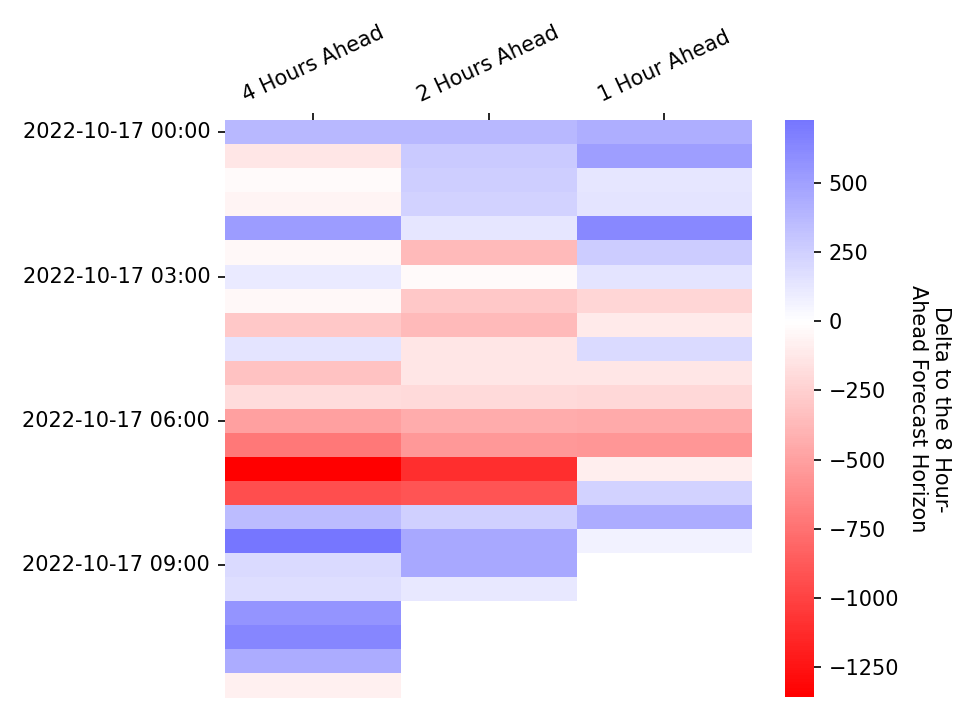 4 Hours Ahead
2 Hours Ahead
1 Hour Ahead
2022-10-17 00:00
2022-10-17 03:00
2022-10-17 06:00
2022-10-17 09:00
500
250
0
−250
−500
−750
−1000
−1250
Delta to the 8 Hour-
Ahead Forecast Horizon